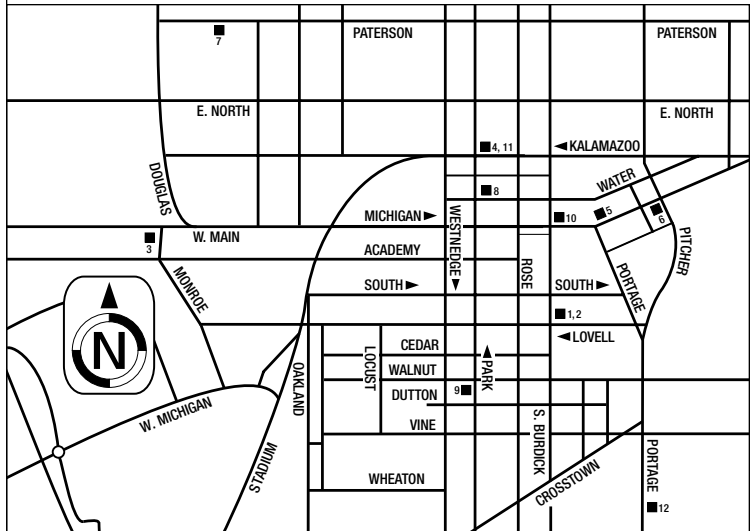 PATERSON
PATERSON
7
E. NORTH
E. NORTH
4, 11
◄KALAMAZOO
DOUGLAS
WATER
8
MICHIGAN►
WESTNEDGE►
10
5
6
W. MAIN
3
ACADEMY
ROSE
PITCHER
MONROE
SOUTH►
SOUTH►
PORTAGE
1, 2
N
◄LOVELL
CEDAR
LOCUST
◄PARK
OAKLAND
WALNUT
9
DUTTON
W. MICHIGAN
VINE
S. BURDICK
STADIUM
WHEATON
CROSSTOWN
PORTAGE
12